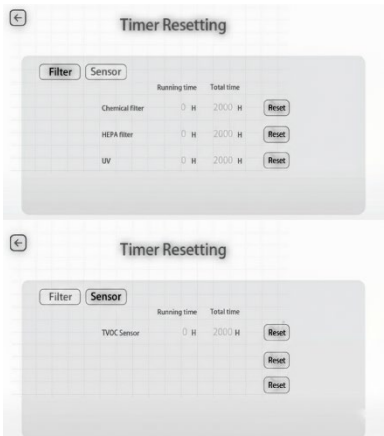 Timer Resetting
Filter Sensor
Running time Total time
Chemical filter 0 H 2000 H Reset
HEPA filter 0 H 2000 H Reset
UV 0 H 2000 H Reset
Timer Resetting
Filter Sensor
Running time Total time
TVOC Sensor 0 H 2000 H Reset
Reset
Reset